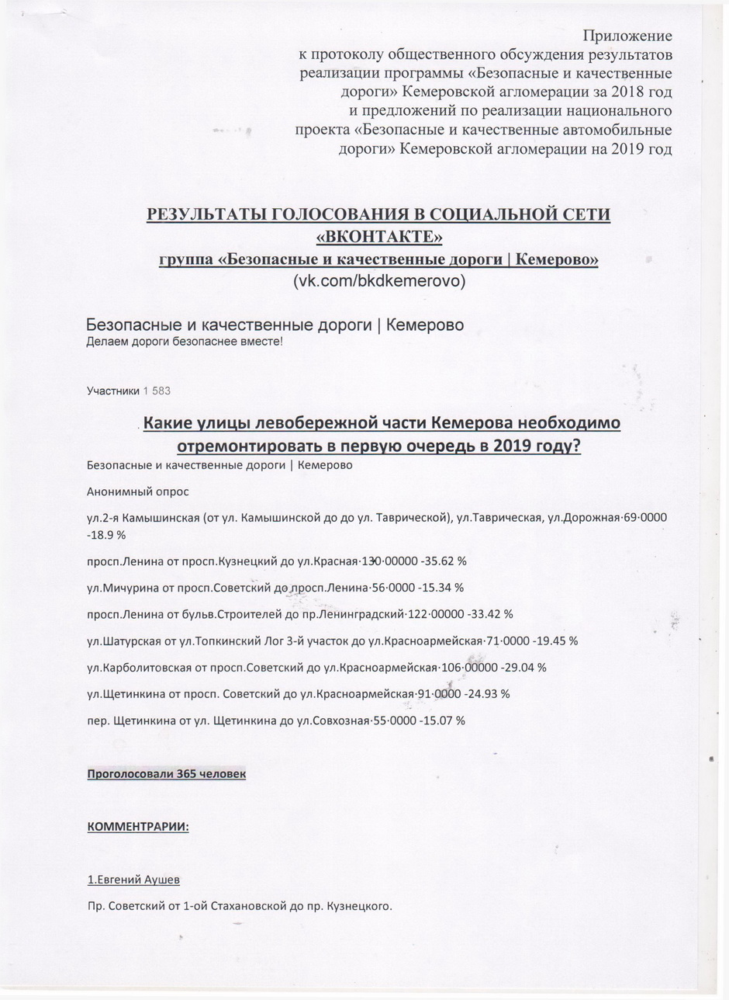 Приложение
к протоколу общественного обсуждения результатов
реализации программы «Безопасные и качественные
дороги» Кемеровской агломерации за 2018 год
и предложений по реализации национального
проекта «Безопасные и качественные автомобильные
дороги» Кемеровской агломерации на 2019 год
РЕЗУЛЬТАТЫ ГОЛОСОВАНИЯ В СОЦИАЛЬНОЙ СЕТИ
«ВКОНТАКТЕ»
группа «Безопасные и качественные дороги | Кемерово»
(vk.com/bkdkemerovo)
Безопасные и качественные дороги | Кемерово
Делаем дороги безопаснее вместе!
Участники 1 583
. Какие улицы левобережной части Кемерова необходимо
отремонтировать в первую очередь в 2019 году?
Безопасные и качественные дороги | Кемерово
Анонимный опрос
ул.2-я Камышинская (от ул. Камышинской до до ул. Таврической), ул.Таврическая, ул.Дорожная·69·0000
-18.9 %
просп.Ленина от просп.Кузнецкий до ул.Красная·130·00000 -35.62 %
ул.Мичурина от просп.Советский до просп.Ленина·56·0000 -15.34 %
просп.Ленина от бульв.Строителей до пр.Ленинградский·122·00000 -33.42 %
ул.Шатурская от ул.Топкинский Лог 3-й участок до ул.Красноармейская·71·0000 -19.45 %
ул.Карболитовская от просп.Советский до ул.Красноармейская·106·00000 -29.04 %
ул.Щетинкина от просп. Советский до ул.Красноармейская·91·0000 -24.93 %
пер. Щетинкина от ул. Щетинкина до ул.Совхозная·55·0000 -15.07 %
Проголосовали 365 человек
КОММЕНТРАРИИ:
1.Евгений Аушев
Пр. Советский от 1-ой Стахановской до пр. Кузнецкого.